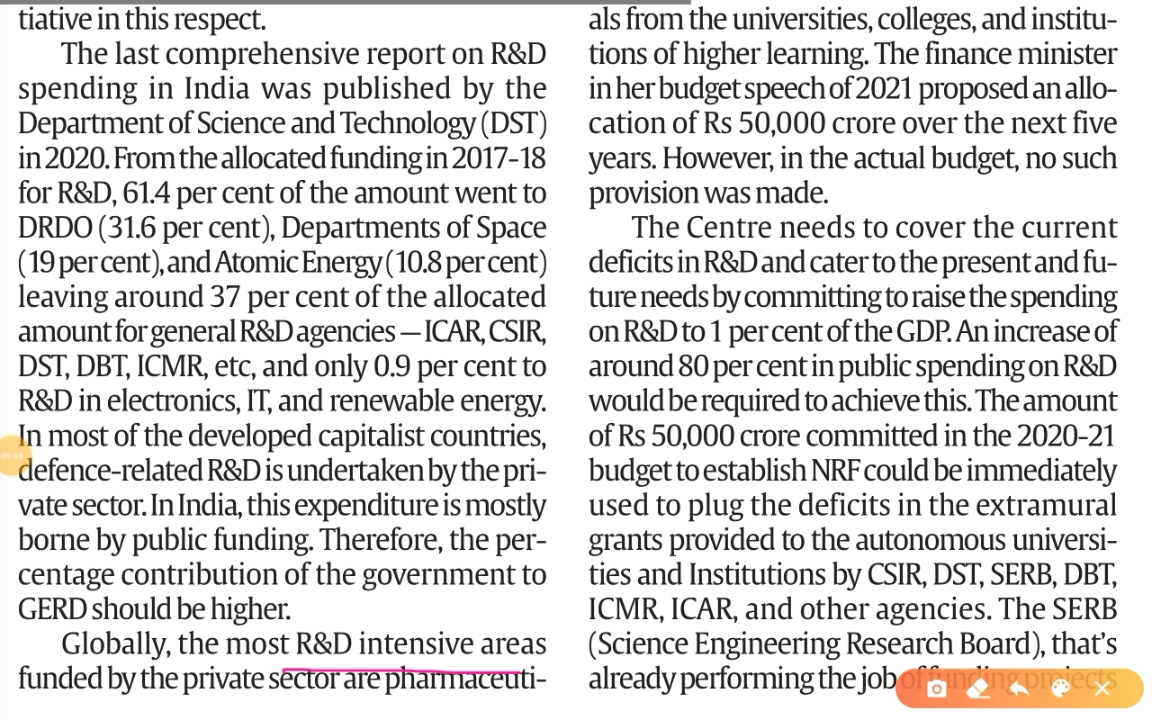 tiative in this respect.
The last comprehensive report on R&D
spending in India was published by the
Department of Science and Technology (DST)
in 2020. From the allocated funding in 2017-18
for R&D, 61.4 per cent of the amount went to
DRDO (31.6 per cent), Departments of Space
(19 per cent), and Atomic Energy (10.8 per cent)
leaving around 37 per cent of the allocated
amount for general R&D agencies — ICAR, CSIR,
DST, DBT, ICMR, etc, and only 0.9 per cent to
R&D in electronics, IT, and renewable energy.
In most of the developed capitalist countries,
defence-related R&D is undertaken by the pri-
vate sector. In India, this expenditure is mostly
borne by public funding. Therefore, the per-
centage contribution of the government to
GERD should be higher.
Globally, the most R&D intensive areas
funded by the private sector are pharmaceuti-
als from the universities, colleges, and institu-
tions of higher learning. The finance minister
in her budget speech of 2021 proposed an allo-
cation of Rs 50,000 crore over the next five
years. However, in the actual budget, no such
provision was made.
The Centre needs to cover the current
deficits in R&D and cater to the present and fu-
ture needs by committing to raise the spending
on R&D to 1 per cent of the GDP. An increase of
around 80 per cent in public spending on R&D
would be required to achieve this. The amount
of Rs 50,000 crore committed in the 2020-21
budget to establish NRF could be immediately
used to plug the deficits in the extramural
grants provided to the autonomous universi-
ties and Institutions by CSIR, DST, SERB, DBT,
ICMR, ICAR, and other agencies. The SERB
(Science Engineering Research Board), that's
already performing the job of funding projects